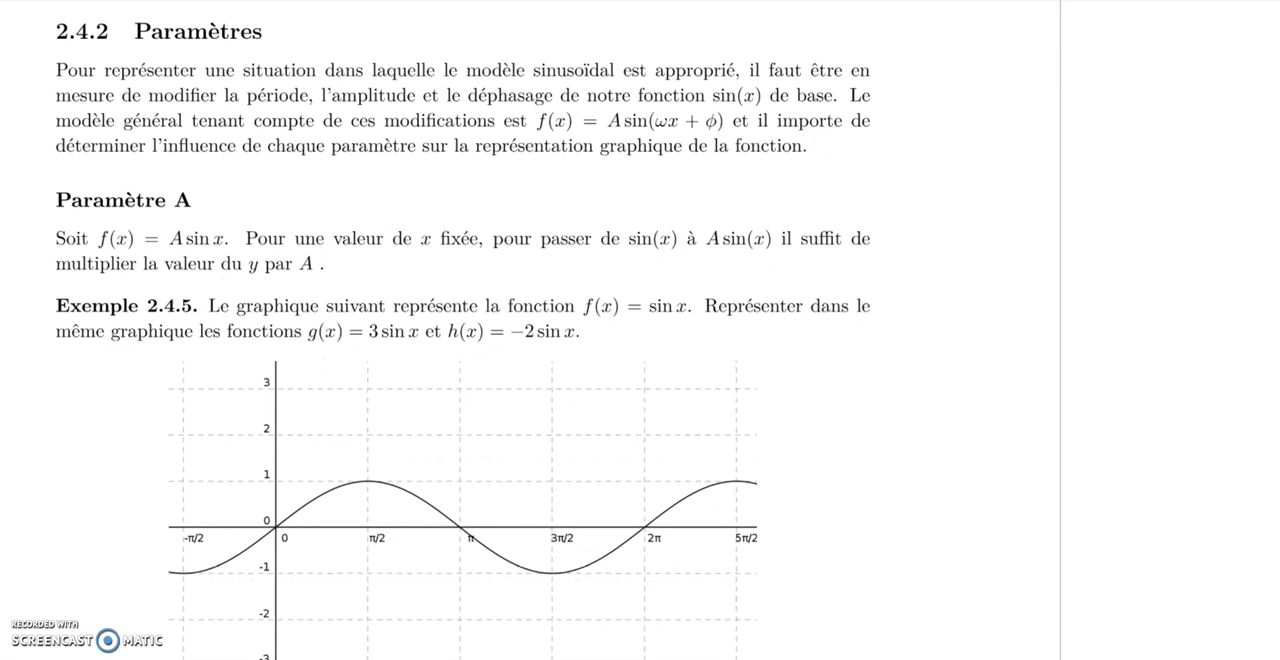 2.4.2 Paramètres
Pour représenter une situation dans laquelle le modèle sinusoïdal est approprié, il faut être en
mesure de modifier la période, l'amplitude et le déphasage de notre fonction sin(x) de base. Le
modèle général tenant compte de ces modifications est f(x) = A sin(ωx + ϕ) et il importe de
déterminer l'influence de chaque paramètre sur la représentation graphique de la fonction.
Paramètre A
Soit f(x) = A sin x. Pour une valeur de x fixée, pour passer de sin(x) à A sin(x) il suffit de
multiplier la valeur du y par A .
Exemple 2.4.5. Le graphique suivant représente la fonction f(x) = sin x. Représenter dans le
même graphique les fonctions g(x) = 3 sin x et h(x) = −2 sin x.
3
2
1
0
-π/2 0 π/2 π 3π/2 2π 5π/2
-1
-2
-3
RECORDED WITH
SCREENCAST MATIC